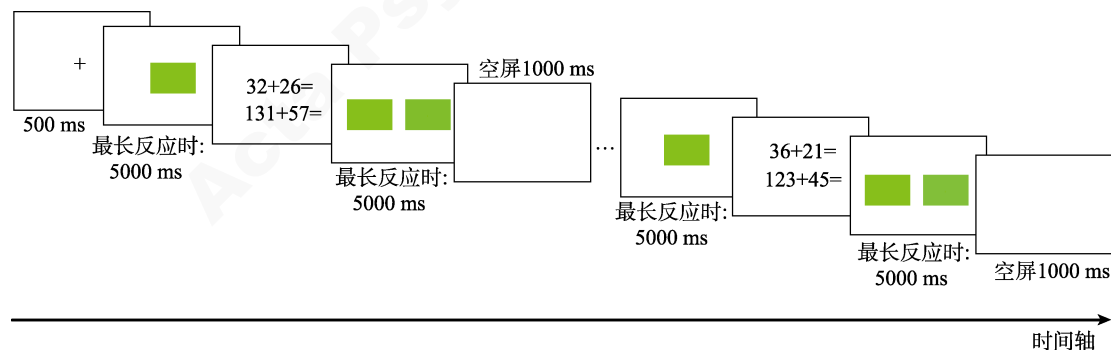 +
500 ms
最长反应时:
5000 ms
32+26=
131+57=
最长反应时:
5000 ms
空屏1000 ms
...
最长反应时:
5000 ms
36+21=
123+45=
最长反应时:
5000 ms
空屏1000 ms
时间轴